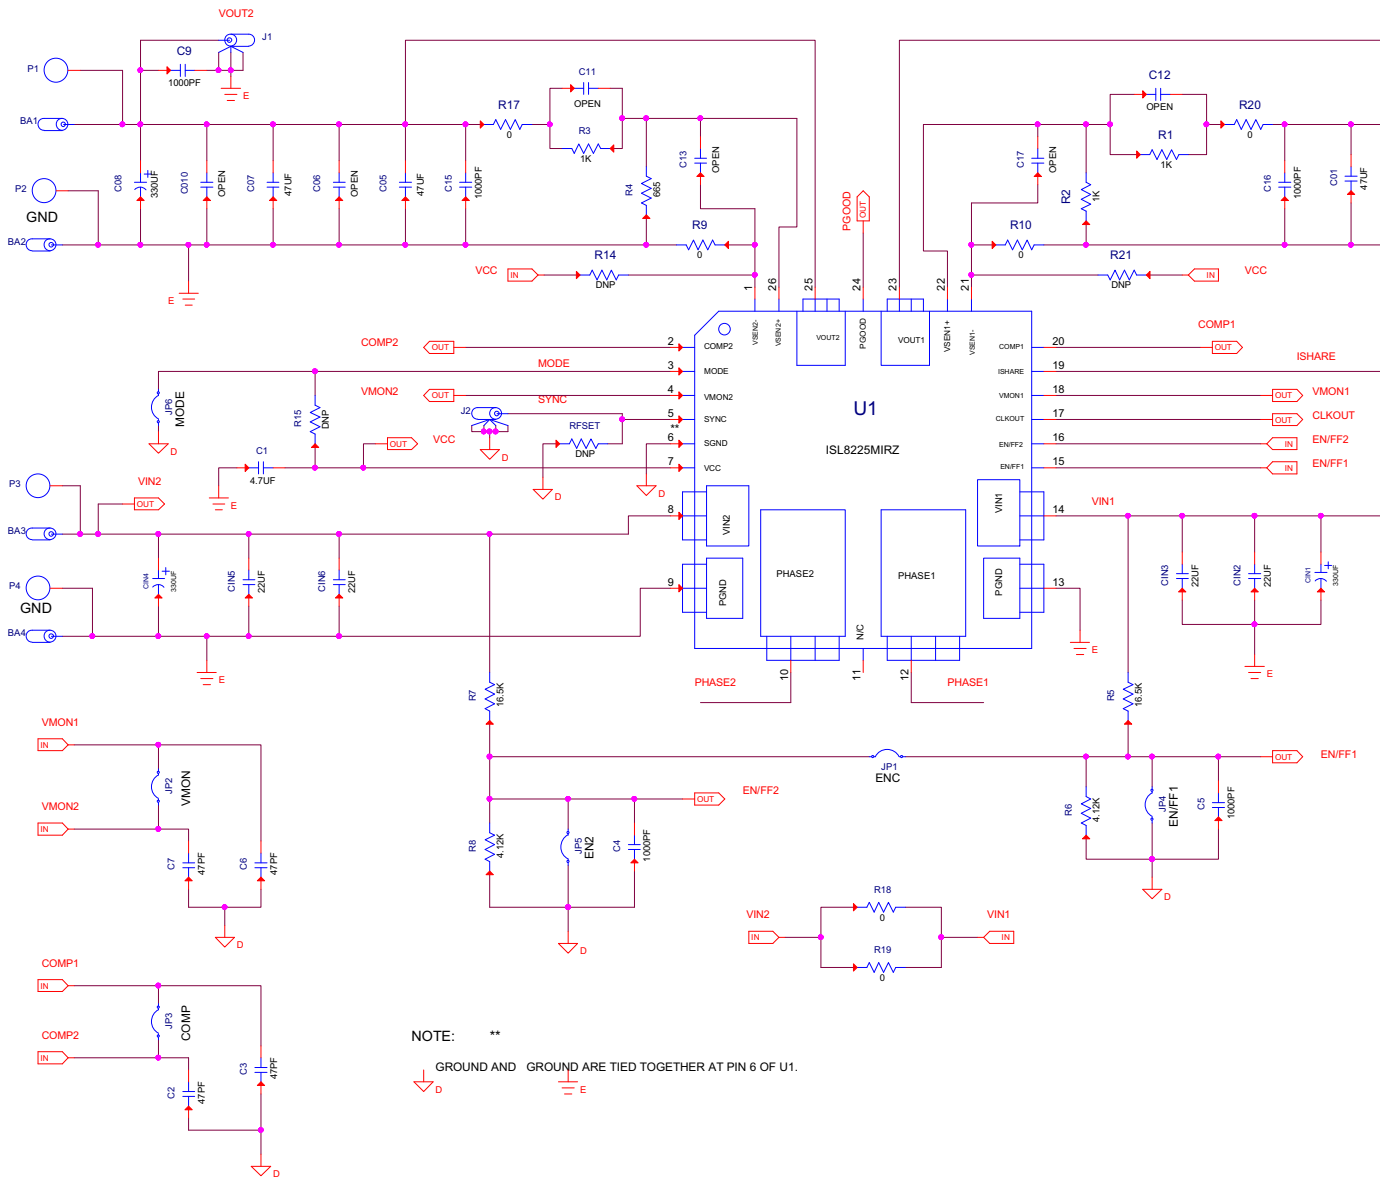 VOUT2
J1
C9
1000PF
E
P1
BA1
P2
GND
BA2
C08
330UF
+
C010
OPEN
C07
47UF
C06
OPEN
C05
47UF
C15
1000PF
E
R17
0
C11
OPEN
R3
1K
R4
665
C13
OPEN
R9
0
VCC
IN
R14
DNP
PGOOD
OUT
C12
OPEN
R1
1K
R20
0
C17
OPEN
R2
1K
C16
1000PF
C01
47UF
R10
0
R21
DNP
IN
VCC
1
26
25
24
23
22
21
VSEN2-
VSEN2+
VOUT2
PGOOD
VOUT1
VSEN1+
VSEN1-
COMP2
OUT
2
COMP2
MODE
3
MODE
VMON2
OUT
4
VMON2
SYNC
5
SYNC
**
6
SGND
7
VCC
8
VIN2
9
PGND
U1
ISL8225MIRZ
COMP1
20
OUT
COMP1
ISHARE
19
ISHARE
VMON1
18
OUT
VMON1
CLKOUT
17
OUT
CLKOUT
EN/FF2
16
IN
EN/FF2
EN/FF1
15
IN
EN/FF1
VIN1
14
VIN1
PGND
13
E
PHASE2
PHASE1
N/C
10
11
12
PHASE2
PHASE1
JP6
MODE
D
R15
DNP
OUT
VCC
J2
D
RFSET
DNP
D
D
C1
4.7UF
E
P3
VIN2
OUT
BA3
P4
GND
BA4
CIN4
330UF
+
CIN5
22UF
CIN6
22UF
E
CIN3
22UF
CIN2
22UF
CIN1
330UF
+
E
R7
16.5K
R5
16.5K
JP1
ENC
OUT
EN/FF1
EN/FF2
OUT
R8
4.12K
JP5
EN2
C4
1000PF
D
R6
4.12K
JP4
EN/FF1
C5
1000PF
D
VMON1
IN
JP2
VMON
VMON2
IN
C7
47PF
C6
47PF
D
VIN2
IN
R18
0
R19
0
VIN1
IN
COMP1
IN
JP3
COMP
COMP2
IN
C2
47PF
C3
47PF
D
NOTE: **
GROUND AND GROUND ARE TIED TOGETHER AT PIN 6 OF U1.
D
E